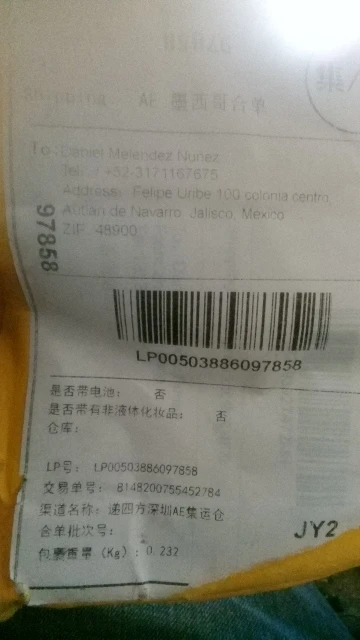 Shipping AE 墨西哥合单
集
To: Daniel Melendez Nunez
Tel: / +52-3171167675
Address: Felipe Uribe 100 colonia centro,
Autlan de Navarro, Jalisco, Mexico
ZIP 48900
97858
LP00503886097858
是否带电池： 否
是否带有非液体化妆品： 否
仓库：
LP号： LP00503886097858
交易单号： 8148200755452784
渠道名称：递四方深圳AE集运仓
合单批次号：
JY2
包裹重量（Kg）：0.232